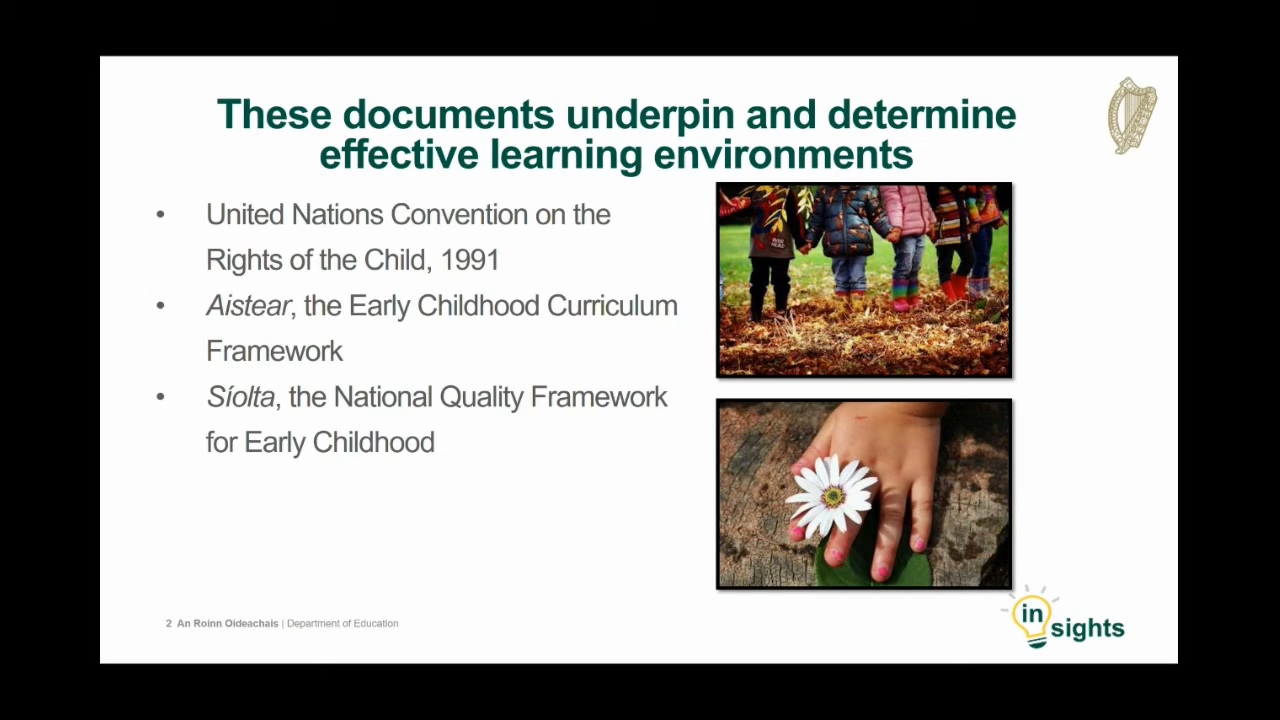 These documents underpin and determine
effective learning environments
• United Nations Convention on the
Rights of the Child, 1991
• Aistear, the Early Childhood Curriculum
Framework
• Síolta, the National Quality Framework
for Early Childhood
2 An Roinn Oideachais | Department of Education
insights